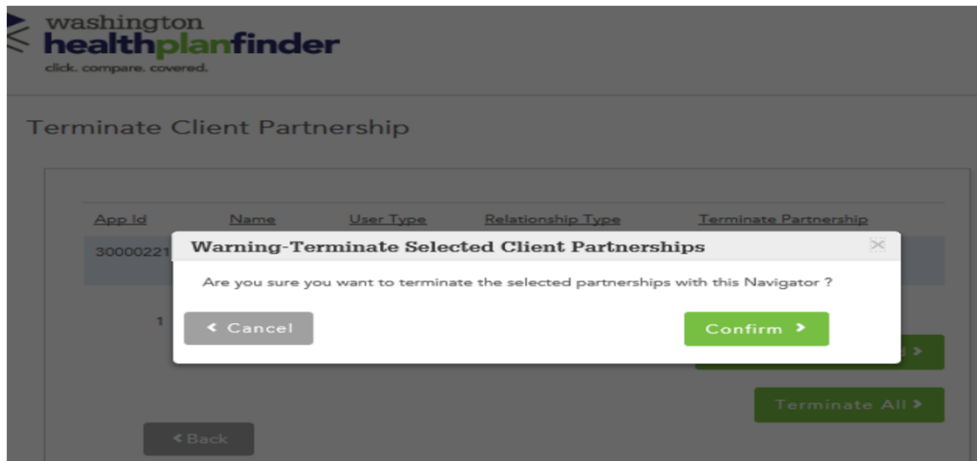 washington
healthplanfinder
click. compare. covered.
Terminate Client Partnership
App Id Name User Type Relationship Type Terminate Partnership
30000221
Warning-Terminate Selected Client Partnerships
Are you sure you want to terminate the selected partnerships with this Navigator ?
1
Cancel Confirm
Terminate All
Back